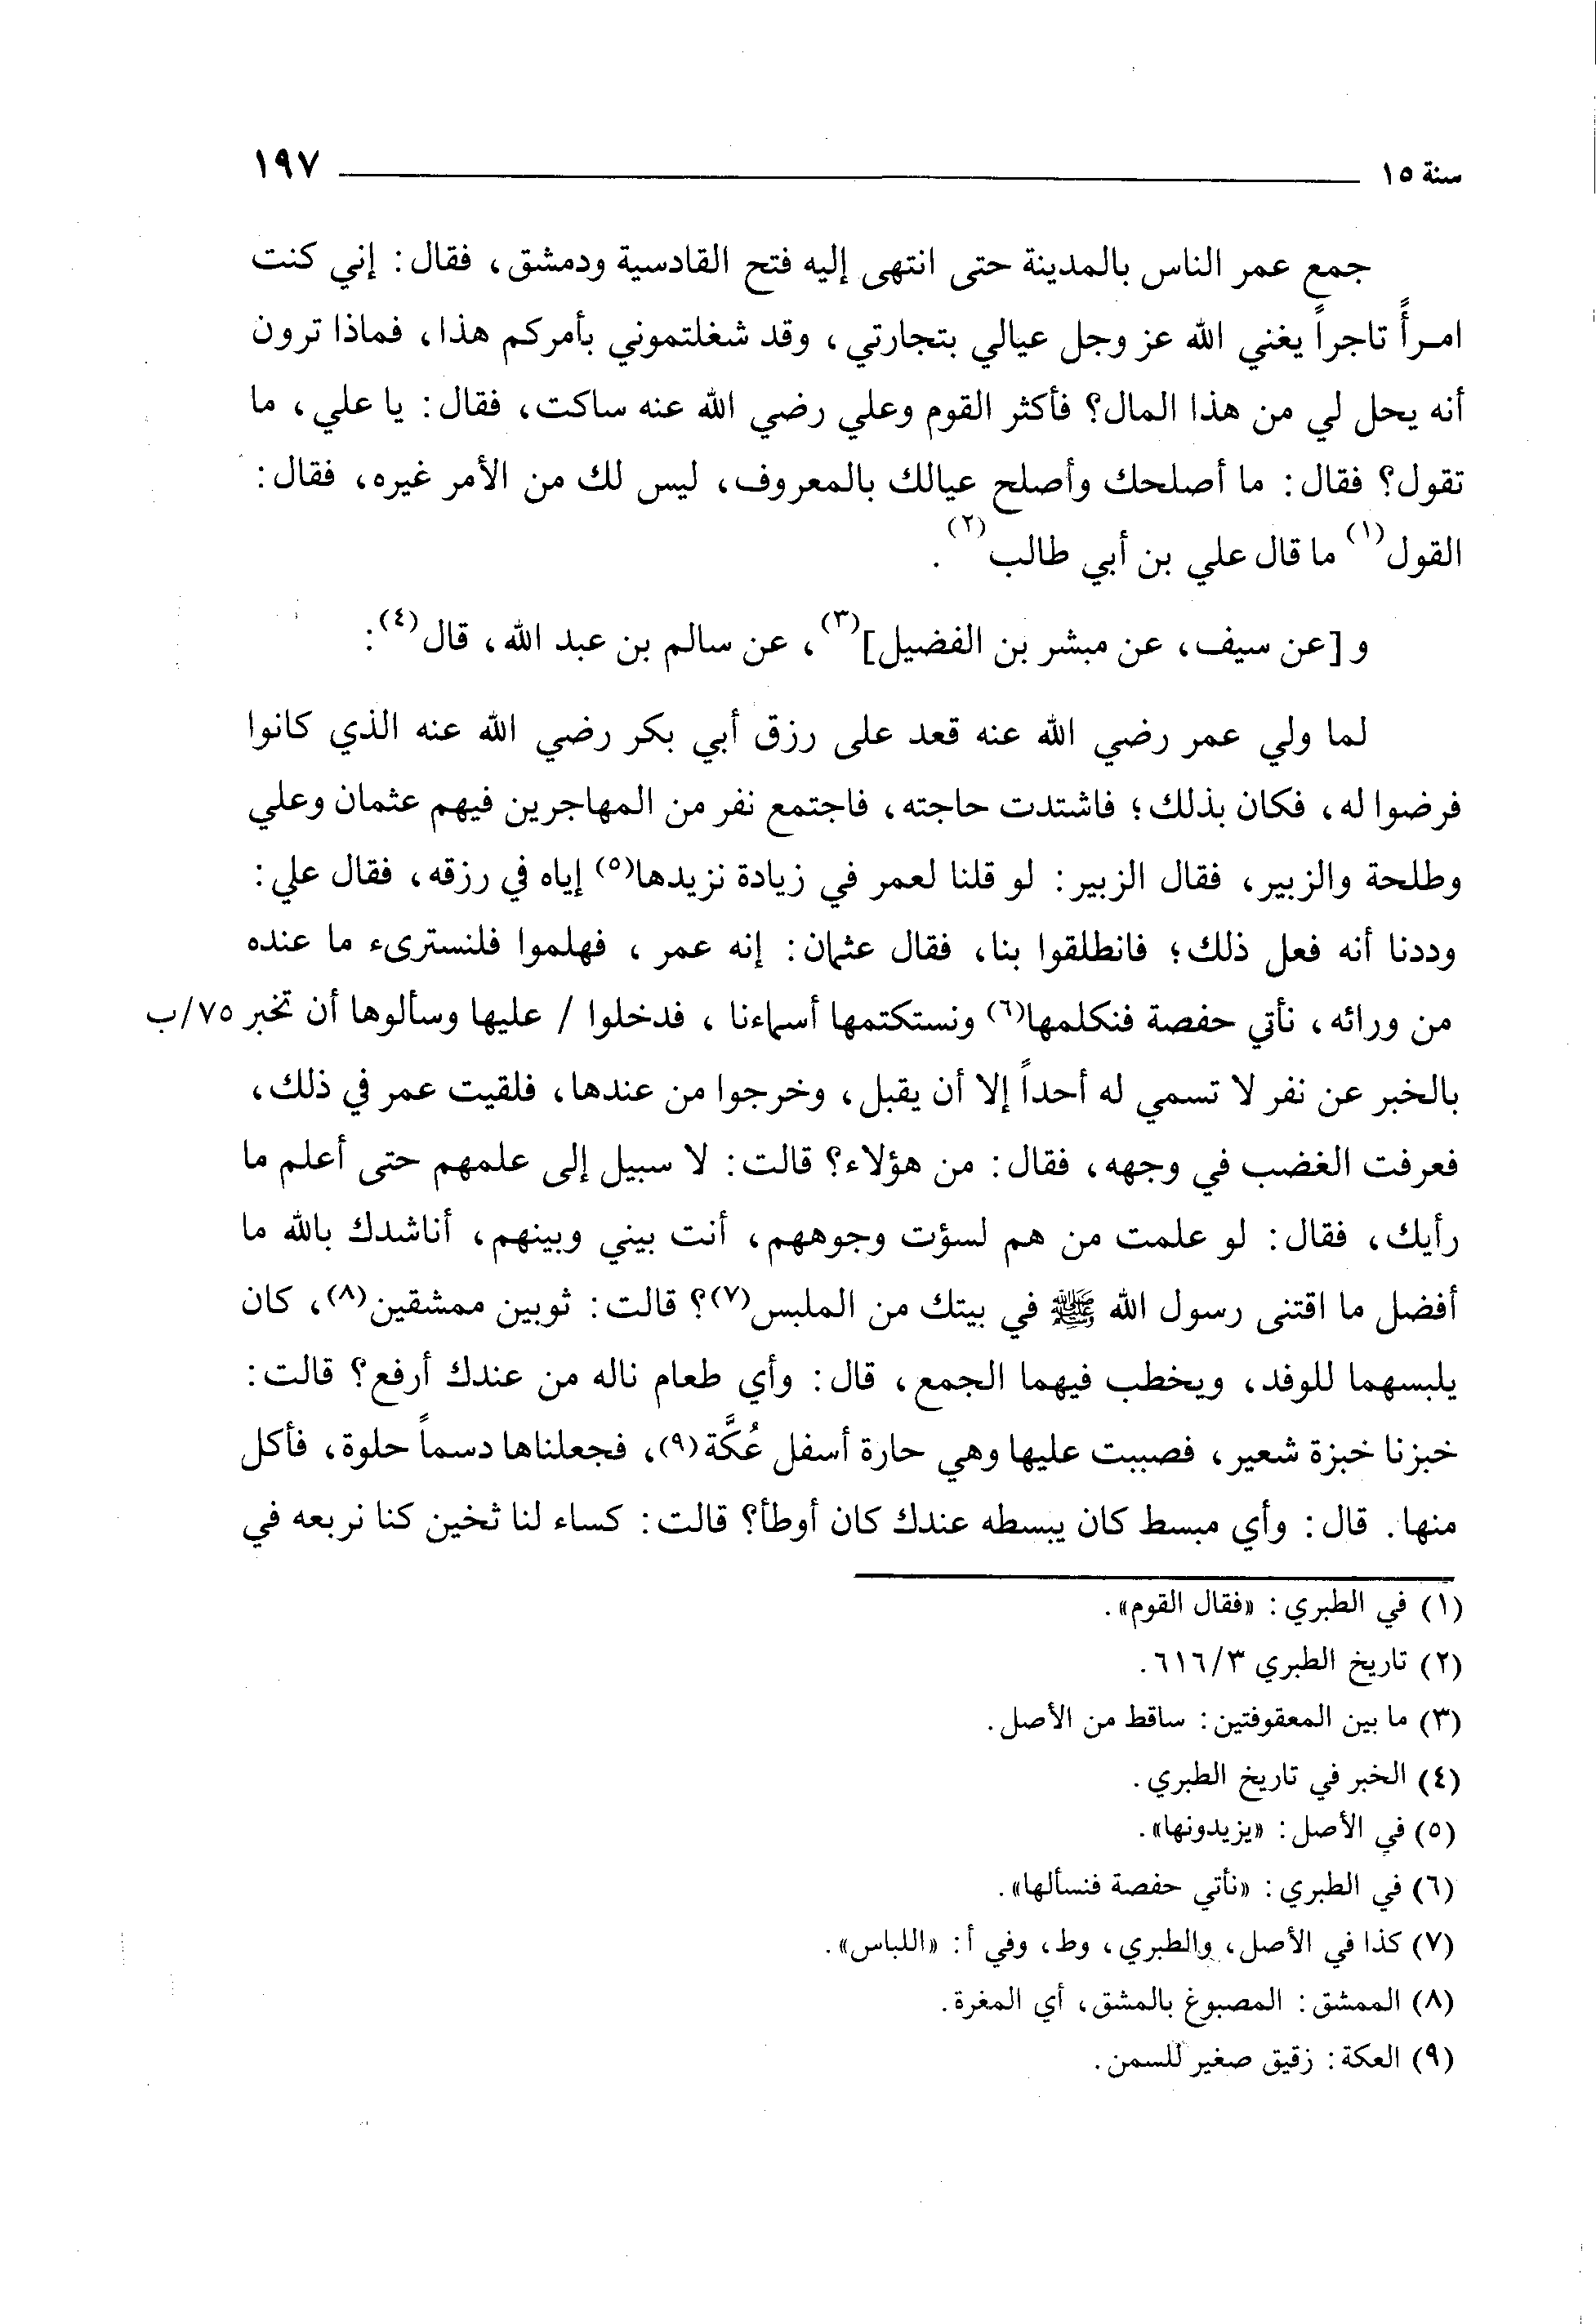 سنة ١٥ ١٩٧
جمع عمر الناس بالمدينة حتى انتهى إليه فتح القادسية ودمشق، فقال: إني كنت
امـرأً تاجراً يغني الله عز وجل عيالي بتجارتي، وقد شغلتموني بأمركم هذا، فماذا ترون
أنه يحل لي من هذا المال؟ فأكثر القوم وعلي رضي الله عنه ساكت، فقال: يا علي، ما
تقول؟ فقال: ما أصلحك وأصلح عيالك بالمعروف، ليس لك من الأمر غيره، فقال:
القول(١) ما قال علي بن أبي طالب(٢).
و [عن سيف، عن مبشر بن الفضيل](٣)، عن سالم بن عبد الله، قال(٤):
لما ولي عمر رضي الله عنه قعد على رزق أبي بكر رضي الله عنه الذي كانوا
فرضوا له، فكان بذلك؛ فاشتدت حاجته، فاجتمع نفر من المهاجرين فيهم عثمان وعلي
وطلحة والزبير، فقال الزبير: لو قلنا لعمر في زيادة نزيدها(٥) إياه في رزقه، فقال علي:
وددنا أنه فعل ذلك؛ فانطلقوا بنا، فقال عثمان: إنه عمر، فهلموا فلنسترىء ما عنده
من ورائه، نأتي حفصة فنكلمها(٦) ونستكتمها أسماءنا، فدخلوا / عليها وسألوها أن تخبر ٧٥/ب
بالخبر عن نفر لا تسمي له أحداً إلا أن يقبل، وخرجوا من عندها، فلقيت عمر في ذلك،
فعرفت الغضب في وجهه، فقال: من هؤلاء؟ قالت: لا سبيل إلى علمهم حتى أعلم ما
رأيك، فقال: لو علمت من هم لسؤت وجوههم، أنت بيني وبينهم، أناشدك بالله ما
أفضل ما اقتنى رسول الله ﷺ في بيتك من الملبس(٧)؟ قالت: ثوبين ممشقين(٨)، كان
يلبسهما للوفد، ويخطب فيهما الجمع، قال: وأي طعام ناله من عندك أرفع؟ قالت:
خبزنا خبزة شعير، فصببت عليها وهي حارة أسفل عُكَّة(٩)، فجعلناها دسماً حلوة، فأكل
منها. قال: وأي مبسط كان يبسطه عندك كان أوطأ؟ قالت: كساء لنا ثخين كنا نربعه في
(١) في الطبري: «فقال القوم».
(٢) تاريخ الطبري ٦١٦/٣.
(٣) ما بين المعقوفتين: ساقط من الأصل.
(٤) الخبر في تاريخ الطبري.
(٥) في الأصل: «يزيدونها».
(٦) في الطبري: «نأتي حفصة فنسألها».
(٧) كذا في الأصل، والطبري، وط، وفي أ: «اللباس».
(٨) الممشق: المصبوغ بالمشق، أي المغرة.
(٩) العكة: زقيق صغير للسمن.